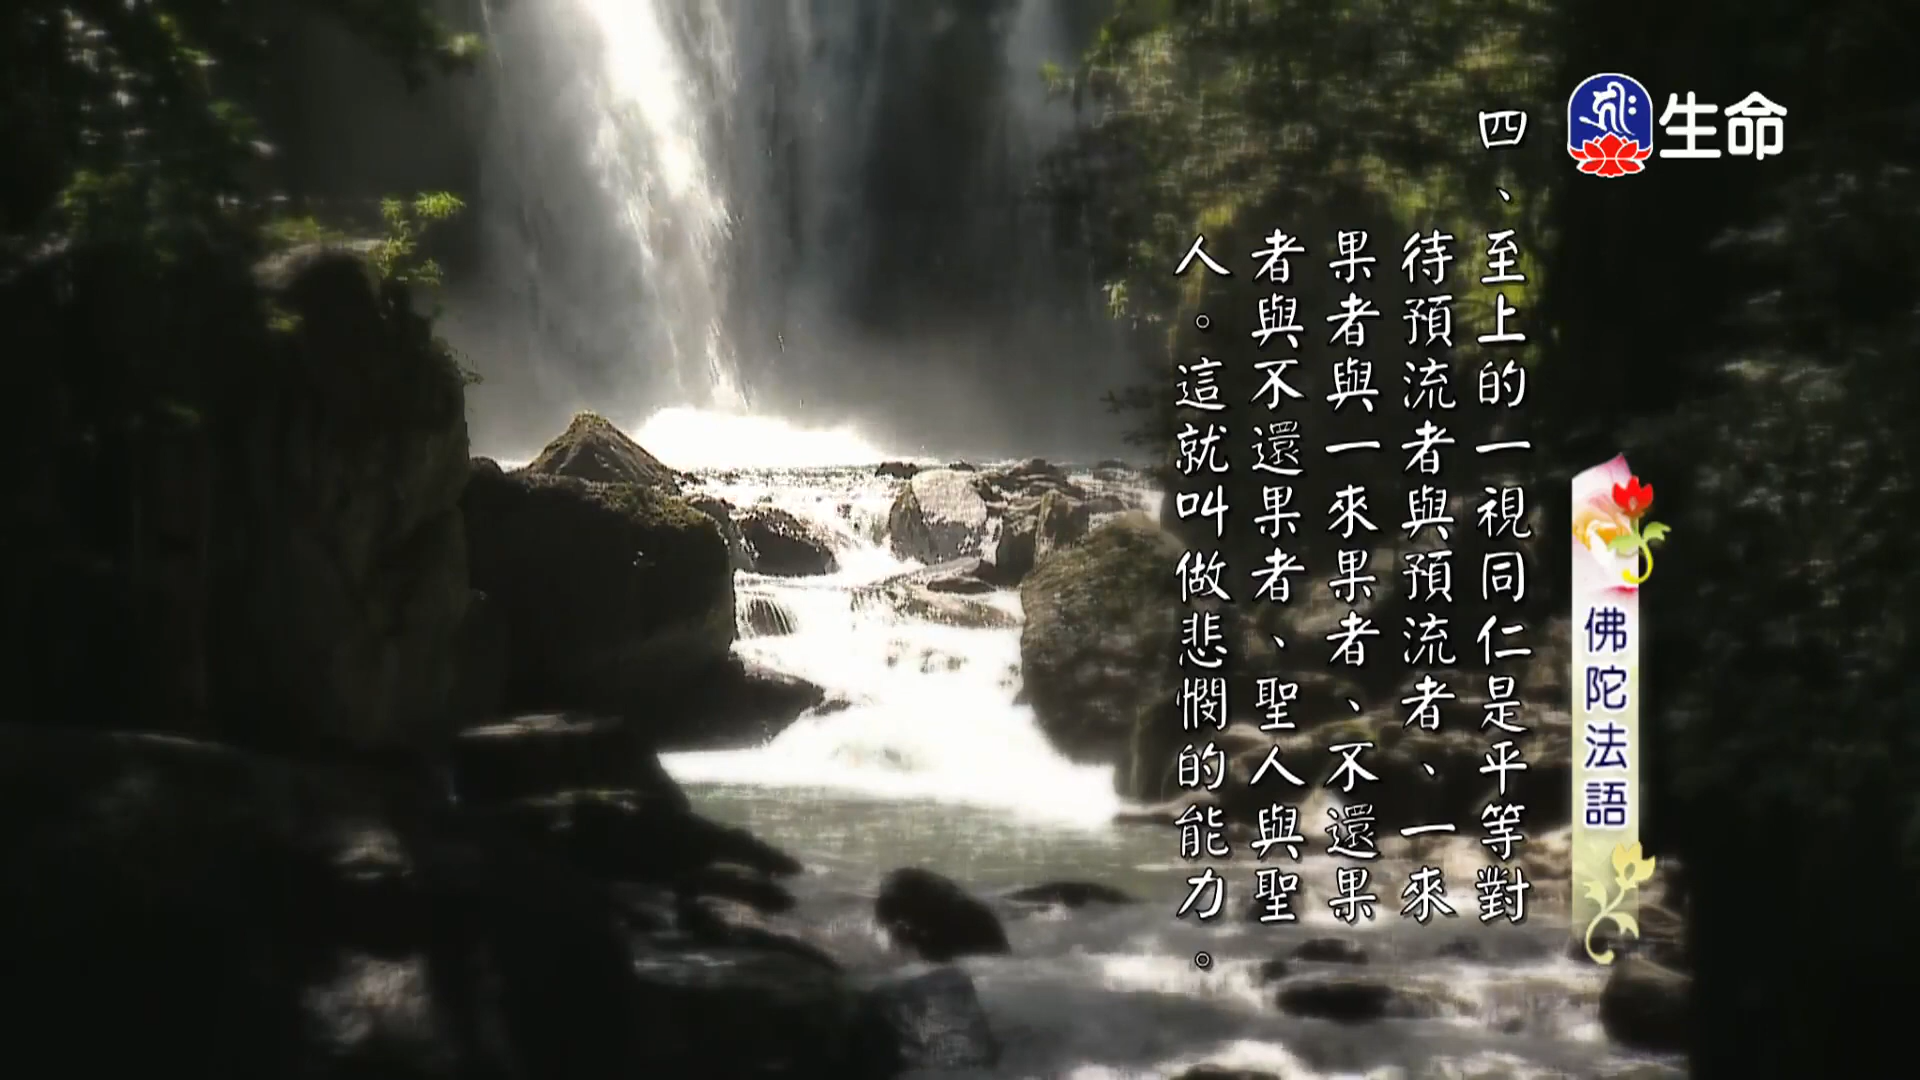 生命
佛陀法語
四、至上的一視同仁是平等對
待預流者與預流者、一來
果者與一來果者、不還果
者與不還果者、聖人與聖
人。這就叫做悲憫的能力。